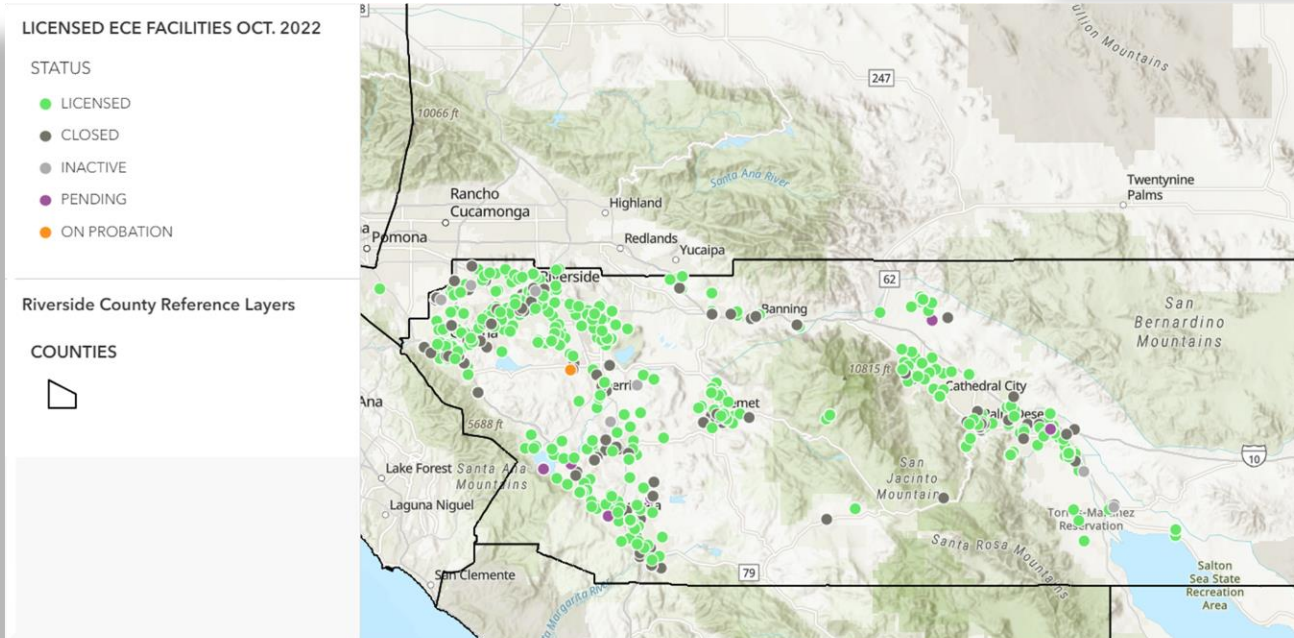 LICENSED ECE FACILITIES OCT. 2022
STATUS
LICENSED
CLOSED
INACTIVE
PENDING
ON PROBATION
Riverside County Reference Layers
COUNTIES
247
10066 ft
Rancho
Cucamonga
Highland
Santa Ana River
Twentynine
Palms
Pomona
Redlands
Yucaipa
Riverside
62
Banning
San
Bernardino
Mountains
10815 ft
Cathedral City
Ana
5688 ft
10
Lake Forest
Santa Ana
Mountains
San
Jacinto
Mountain
Laguna Niguel
Reservation
Santa Rosa Mountains
San Clemente
79
Salton
Sea State
Recreation
Area